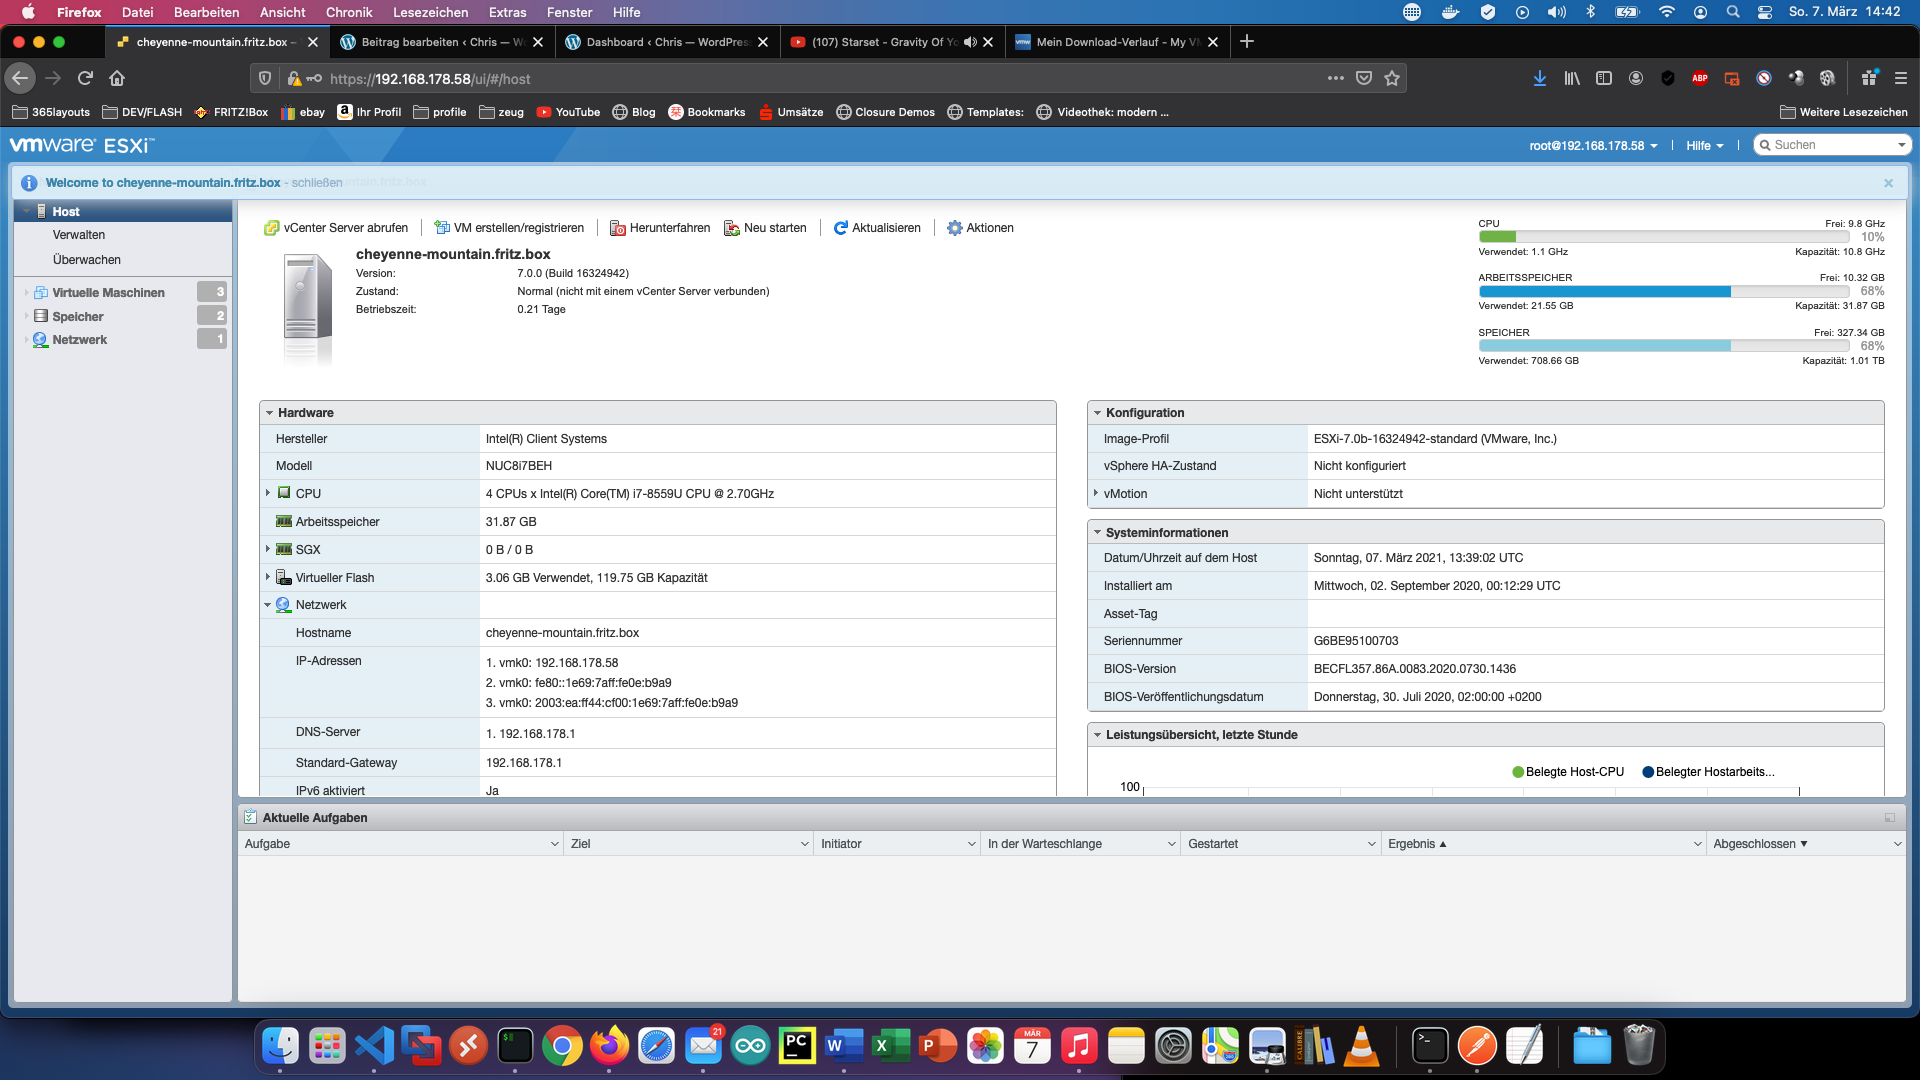 Firefox Datei Bearbeiten Ansicht Chronik Lesezeichen Extras Fenster Hilfe So. 7. März 14:42
cheyenne-mountain.fritz.box – Beitrag bearbeiten ‹ Chris — W Dashboard ‹ Chris — WordPres (107) Starset - Gravity Of Yo Mein Download-Verlauf - My V
https://192.168.178.58/ui/#/host
ABP
365layouts DEV/FLASH FRITZ!Box ebay Ihr Profil profile zeug YouTube Blog Bookmarks Umsätze Closure Demos Templates: Videothek: modern ... Weitere Lesezeichen
vmware ESXi™ root@192.168.178.58 Hilfe Suchen
Welcome to cheyenne-mountain.fritz.box - schließen
Host
Verwalten
Überwachen
Virtuelle Maschinen 3
Speicher 2
Netzwerk 1
vCenter Server abrufen VM erstellen/registrieren Herunterfahren Neu starten Aktualisieren Aktionen
cheyenne-mountain.fritz.box
Version: 7.0.0 (Build 16324942)
Zustand: Normal (nicht mit einem vCenter Server verbunden)
Betriebszeit: 0.21 Tage
CPU Frei: 9.8 GHz
10%
Verwendet: 1.1 GHz Kapazität: 10.8 GHz
ARBEITSSPEICHER Frei: 10.32 GB
68%
Verwendet: 21.55 GB Kapazität: 31.87 GB
SPEICHER Frei: 327.34 GB
68%
Verwendet: 708.66 GB Kapazität: 1.01 TB
Hardware
Hersteller Intel(R) Client Systems
Modell NUC8i7BEH
CPU 4 CPUs x Intel(R) Core(TM) i7-8559U CPU @ 2.70GHz
Arbeitsspeicher 31.87 GB
SGX 0 B / 0 B
Virtueller Flash 3.06 GB Verwendet, 119.75 GB Kapazität
Netzwerk
Hostname cheyenne-mountain.fritz.box
IP-Adressen 1. vmk0: 192.168.178.58
2. vmk0: fe80::1e69:7aff:fe0e:b9a9
3. vmk0: 2003:ea:ff44:cf00:1e69:7aff:fe0e:b9a9
DNS-Server 1. 192.168.178.1
Standard-Gateway 192.168.178.1
IPv6 aktiviert Ja
Konfiguration
Image-Profil ESXi-7.0b-16324942-standard (VMware, Inc.)
vSphere HA-Zustand Nicht konfiguriert
vMotion Nicht unterstützt
Systeminformationen
Datum/Uhrzeit auf dem Host Sonntag, 07. März 2021, 13:39:02 UTC
Installiert am Mittwoch, 02. September 2020, 00:12:29 UTC
Asset-Tag
Seriennummer G6BE95100703
BIOS-Version BECFL357.86A.0083.2020.0730.1436
BIOS-Veröffentlichungsdatum Donnerstag, 30. Juli 2020, 02:00:00 +0200
Leistungsübersicht, letzte Stunde
Belegte Host-CPU Belegter Hostarbeits...
100
Aktuelle Aufgaben
Aufgabe Ziel Initiator In der Warteschlange Gestartet Ergebnis Abgeschlossen
21 PC W X P MÄR 7 CALIBRE